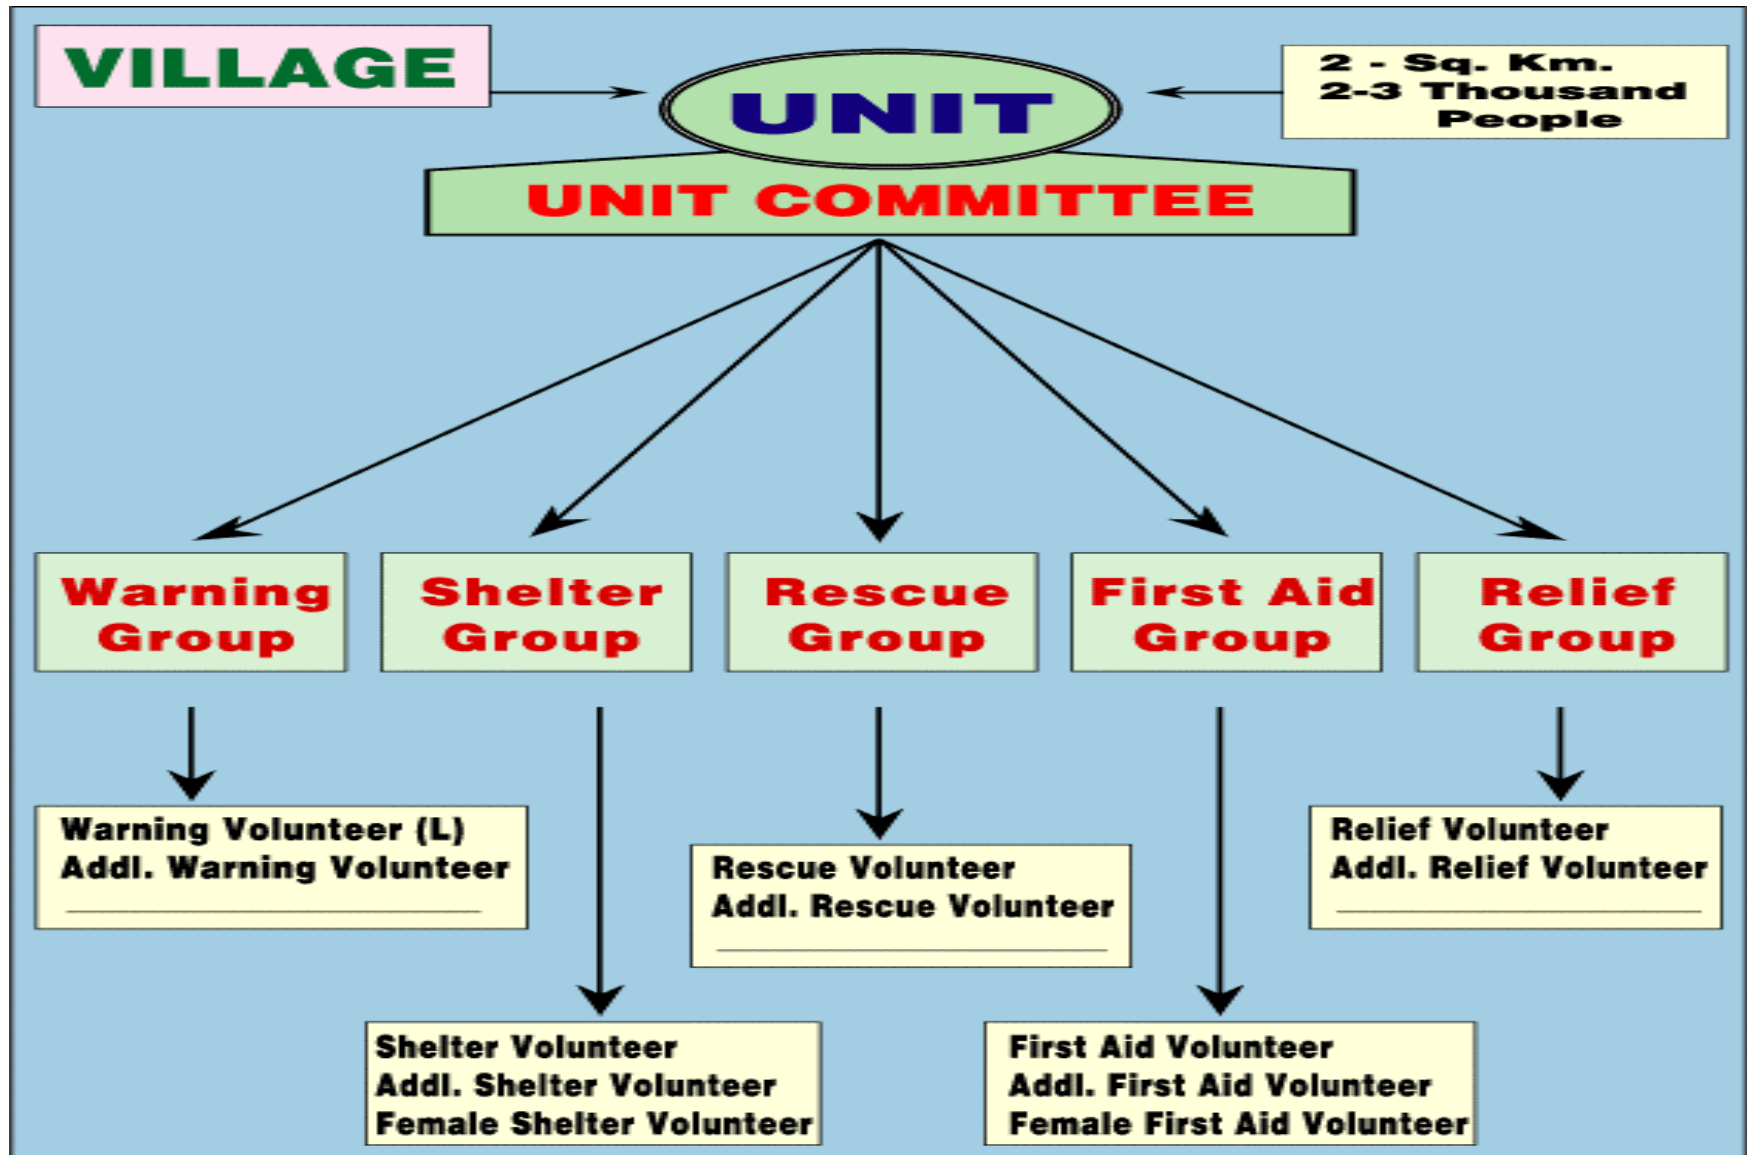 VILLAGE
UNIT
2 - Sq. Km.
2-3 Thousand
People
UNIT COMMITTEE
Warning
Group
Shelter
Group
Rescue
Group
First Aid
Group
Relief
Group
Warning Volunteer (L)
Addl. Warning Volunteer
Shelter Volunteer
Addl. Shelter Volunteer
Female Shelter Volunteer
Rescue Volunteer
Addl. Rescue Volunteer
First Aid Volunteer
Addl. First Aid Volunteer
Female First Aid Volunteer
Relief Volunteer
Addl. Relief Volunteer